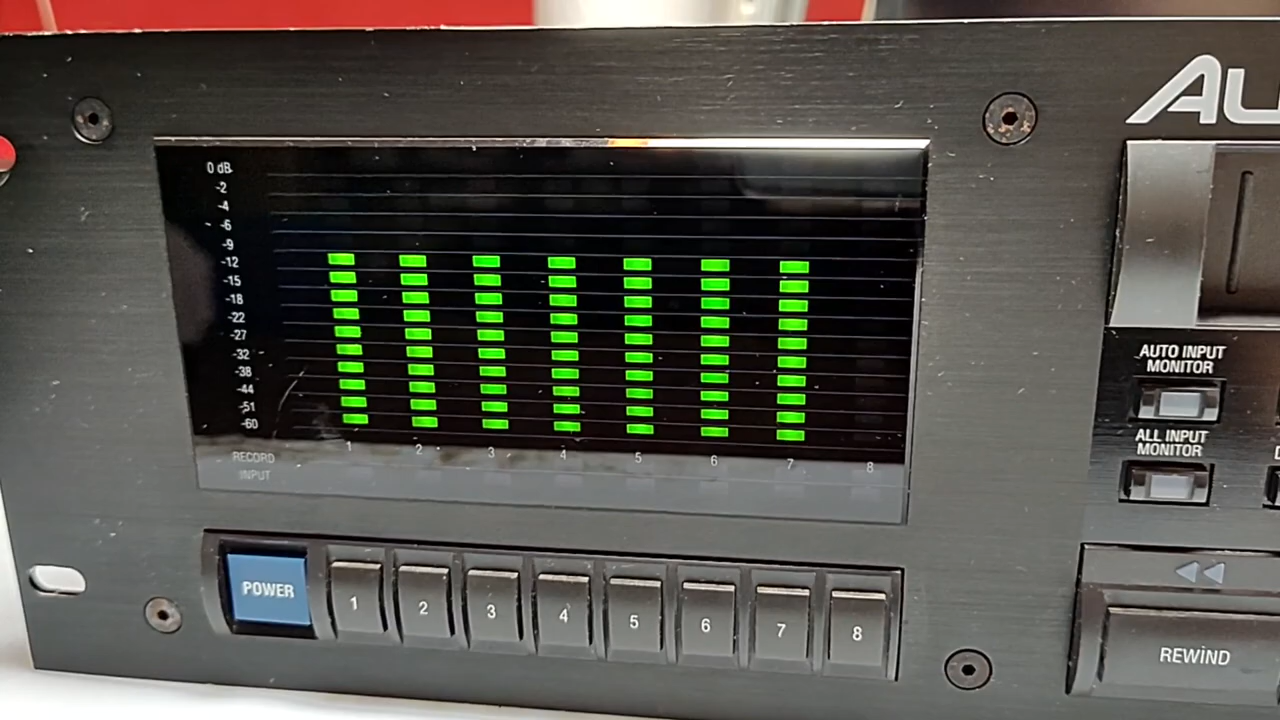 AU
0 dB
-2
-4
-6
-9
-12
-15
-18
-22
-27
-32
-38
-44
-51
-60
1 2 3 4 5 6 7 8
RECORD
INPUT
AUTO INPUT
MONITOR
ALL INPUT
MONITOR
POWER
1 2 3 4 5 6 7 8
REWIND